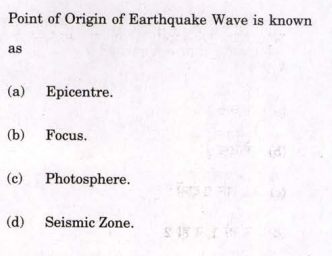 Point of Origin of Earthquake Wave is known
as
(a) Epicentre.
(b) Focus.
(c) Photosphere.
(d) Seismic Zone.